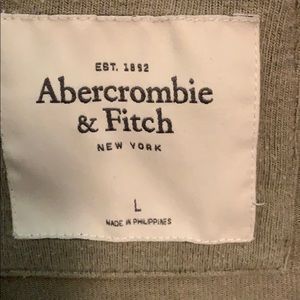 EST. 1892
Abercrombie
& Fitch
NEW YORK
L
MADE IN PHILIPPINES